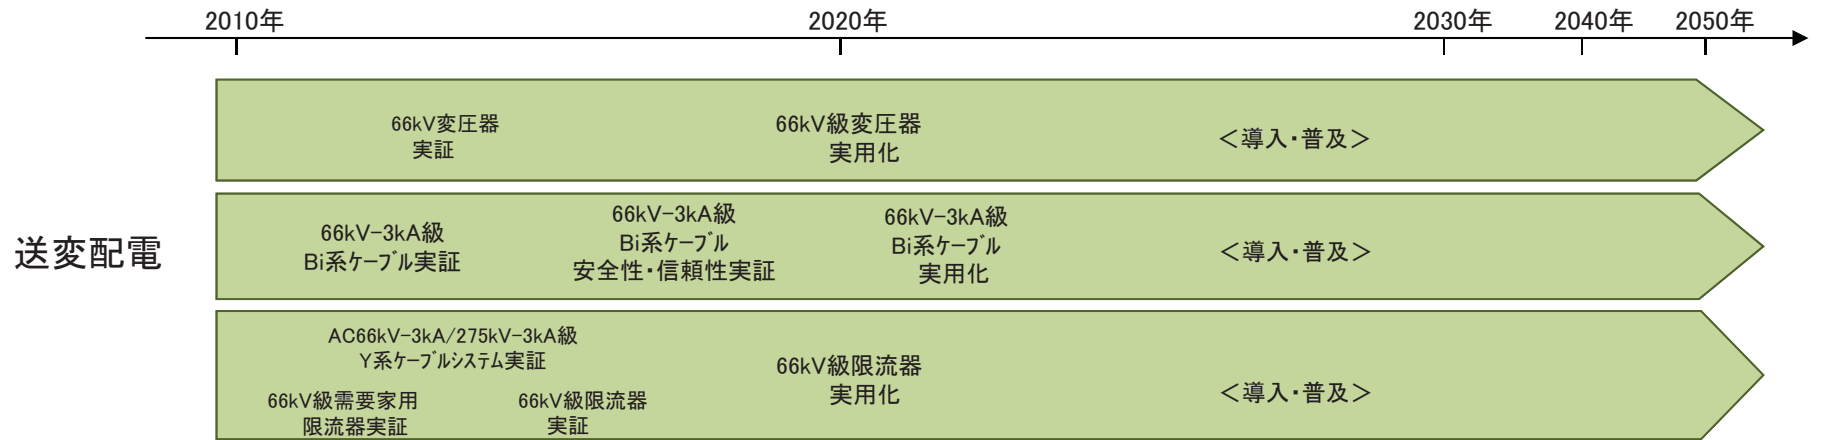 2010年
2020年
2030年
2040年
2050年
送変配電
66kV変圧器
実証
66kV級変圧器
実用化
＜導入・普及＞
66kV-3kA級
Bi系ｹｰﾌﾞﾙ実証
66kV-3kA級
Bi系ｹｰﾌﾞﾙ
安全性・信頼性実証
66kV-3kA級
Bi系ｹｰﾌﾞﾙ
実用化
＜導入・普及＞
AC66kV-3kA/275kV-3kA級
Y系ｹｰﾌﾞﾙｼｽﾃﾑ実証
66kV級需要家用
限流器実証
66kV級限流器
実証
66kV級限流器
実用化
＜導入・普及＞